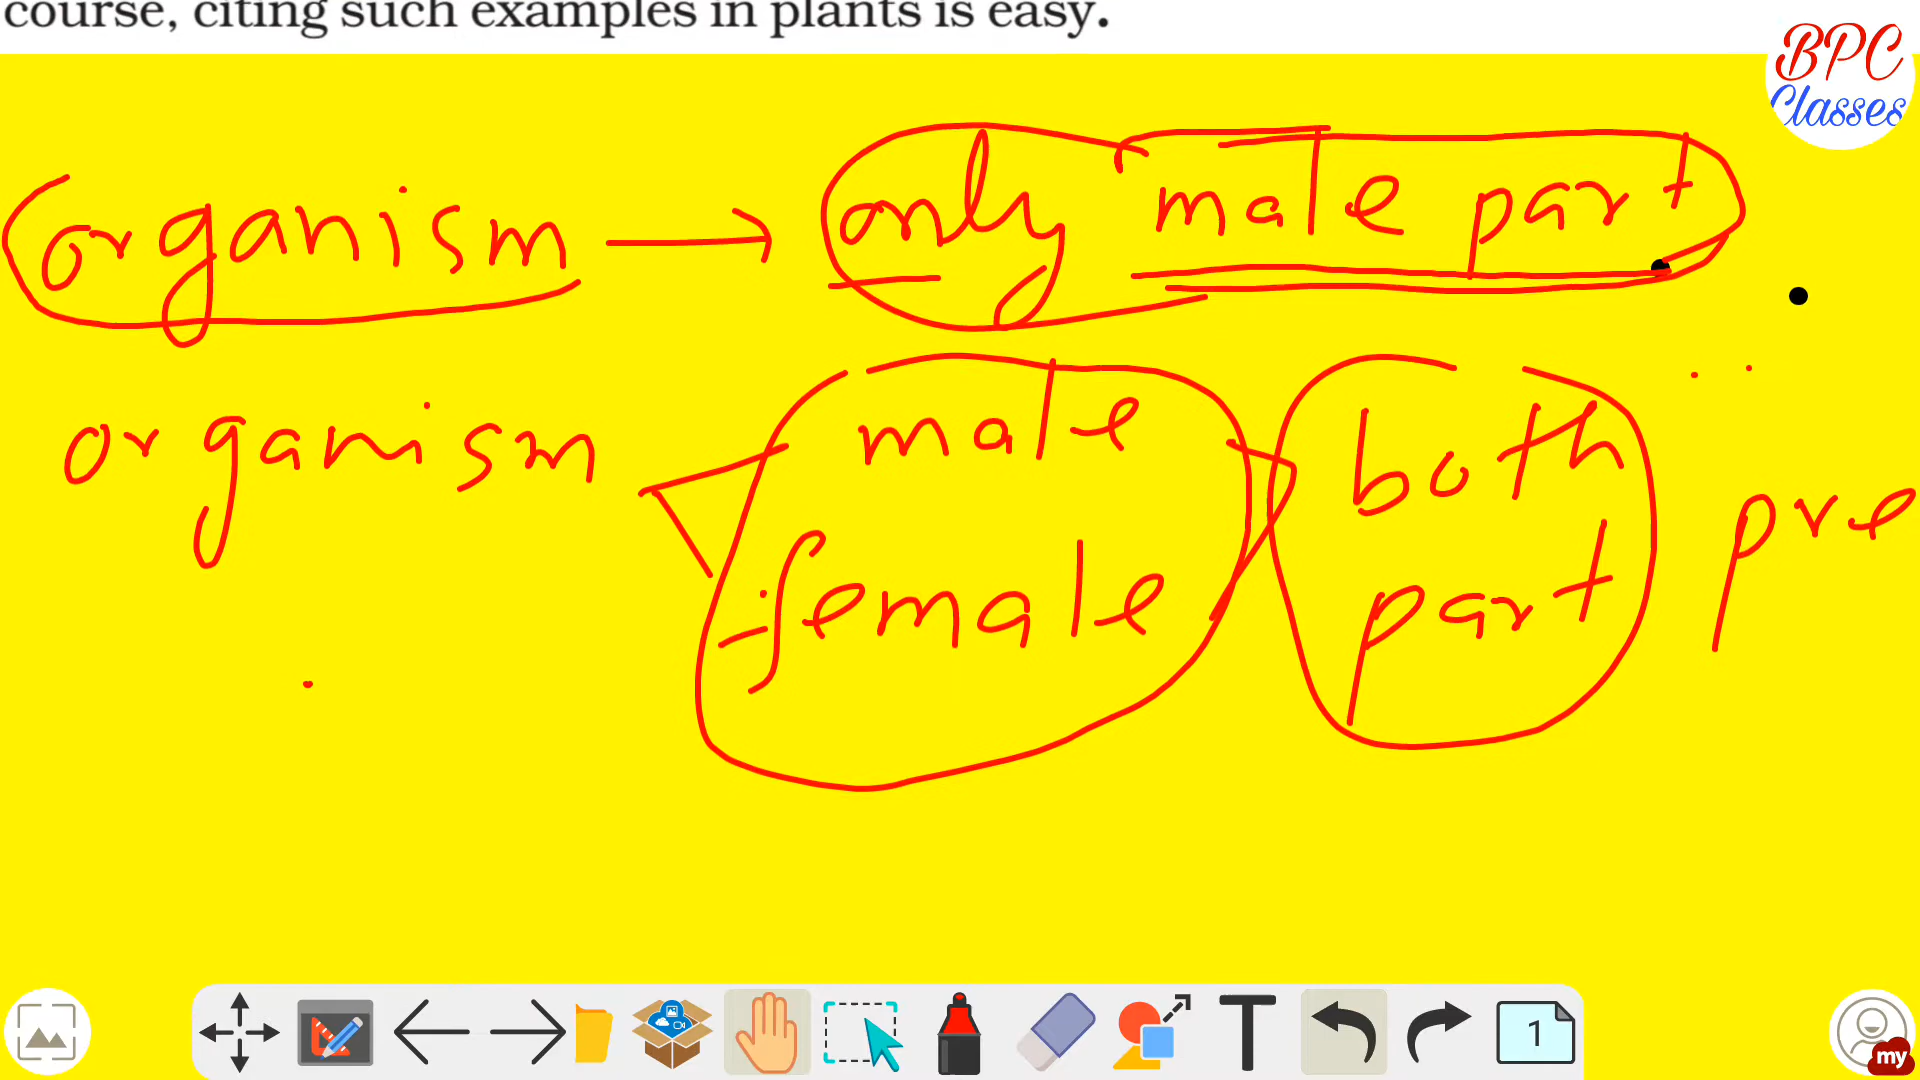 course, citing such examples in plants is easy.
BPC
Classes
organism → only male part
organism male both
female part pre
1
my